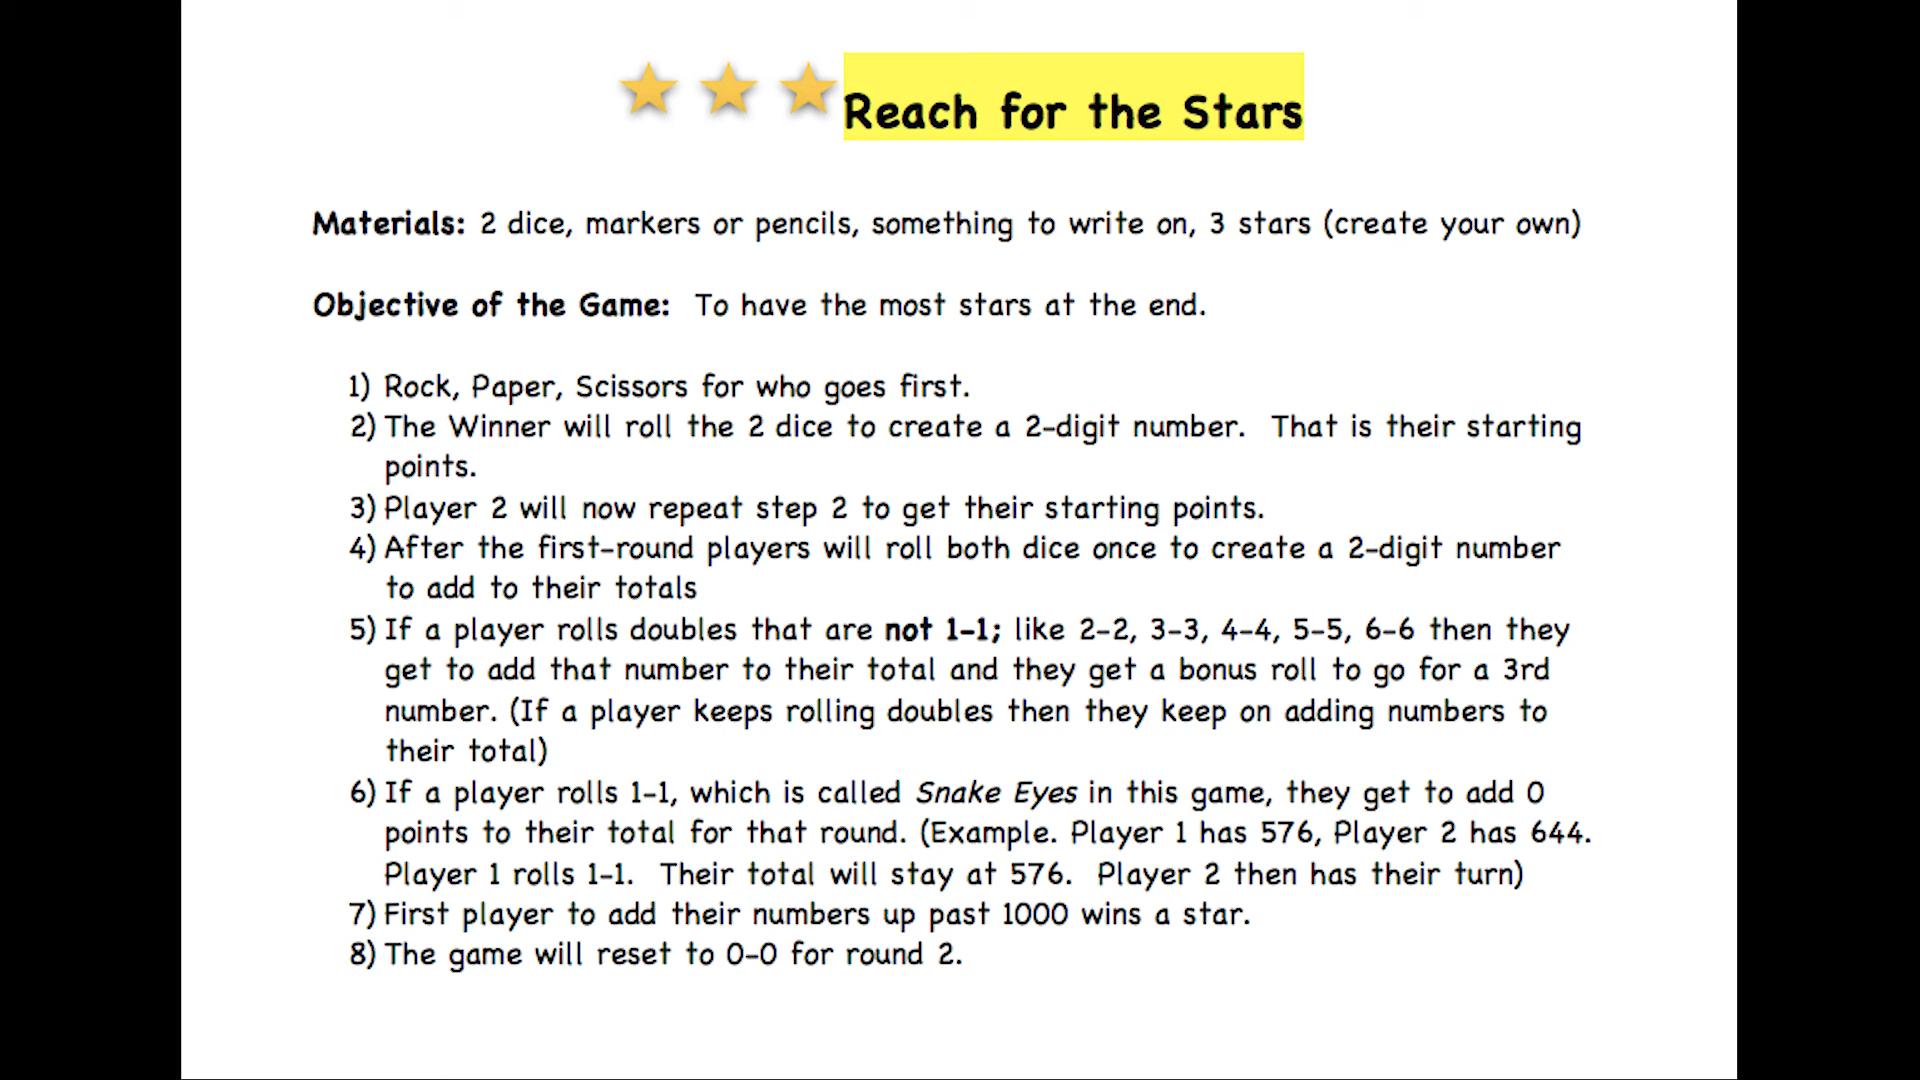 Reach for the Stars
Materials: 2 dice, markers or pencils, something to write on, 3 stars (create your own)
Objective of the Game: To have the most stars at the end.
1) Rock, Paper, Scissors for who goes first.
2) The Winner will roll the 2 dice to create a 2-digit number. That is their starting
points.
3) Player 2 will now repeat step 2 to get their starting points.
4) After the first-round players will roll both dice once to create a 2-digit number
to add to their totals
5) If a player rolls doubles that are not 1-1; like 2-2, 3-3, 4-4, 5-5, 6-6 then they
get to add that number to their total and they get a bonus roll to go for a 3rd
number. (If a player keeps rolling doubles then they keep on adding numbers to
their total)
6) If a player rolls 1-1, which is called Snake Eyes in this game, they get to add 0
points to their total for that round. (Example. Player 1 has 576, Player 2 has 644.
Player 1 rolls 1-1. Their total will stay at 576. Player 2 then has their turn)
7) First player to add their numbers up past 1000 wins a star.
8) The game will reset to 0-0 for round 2.